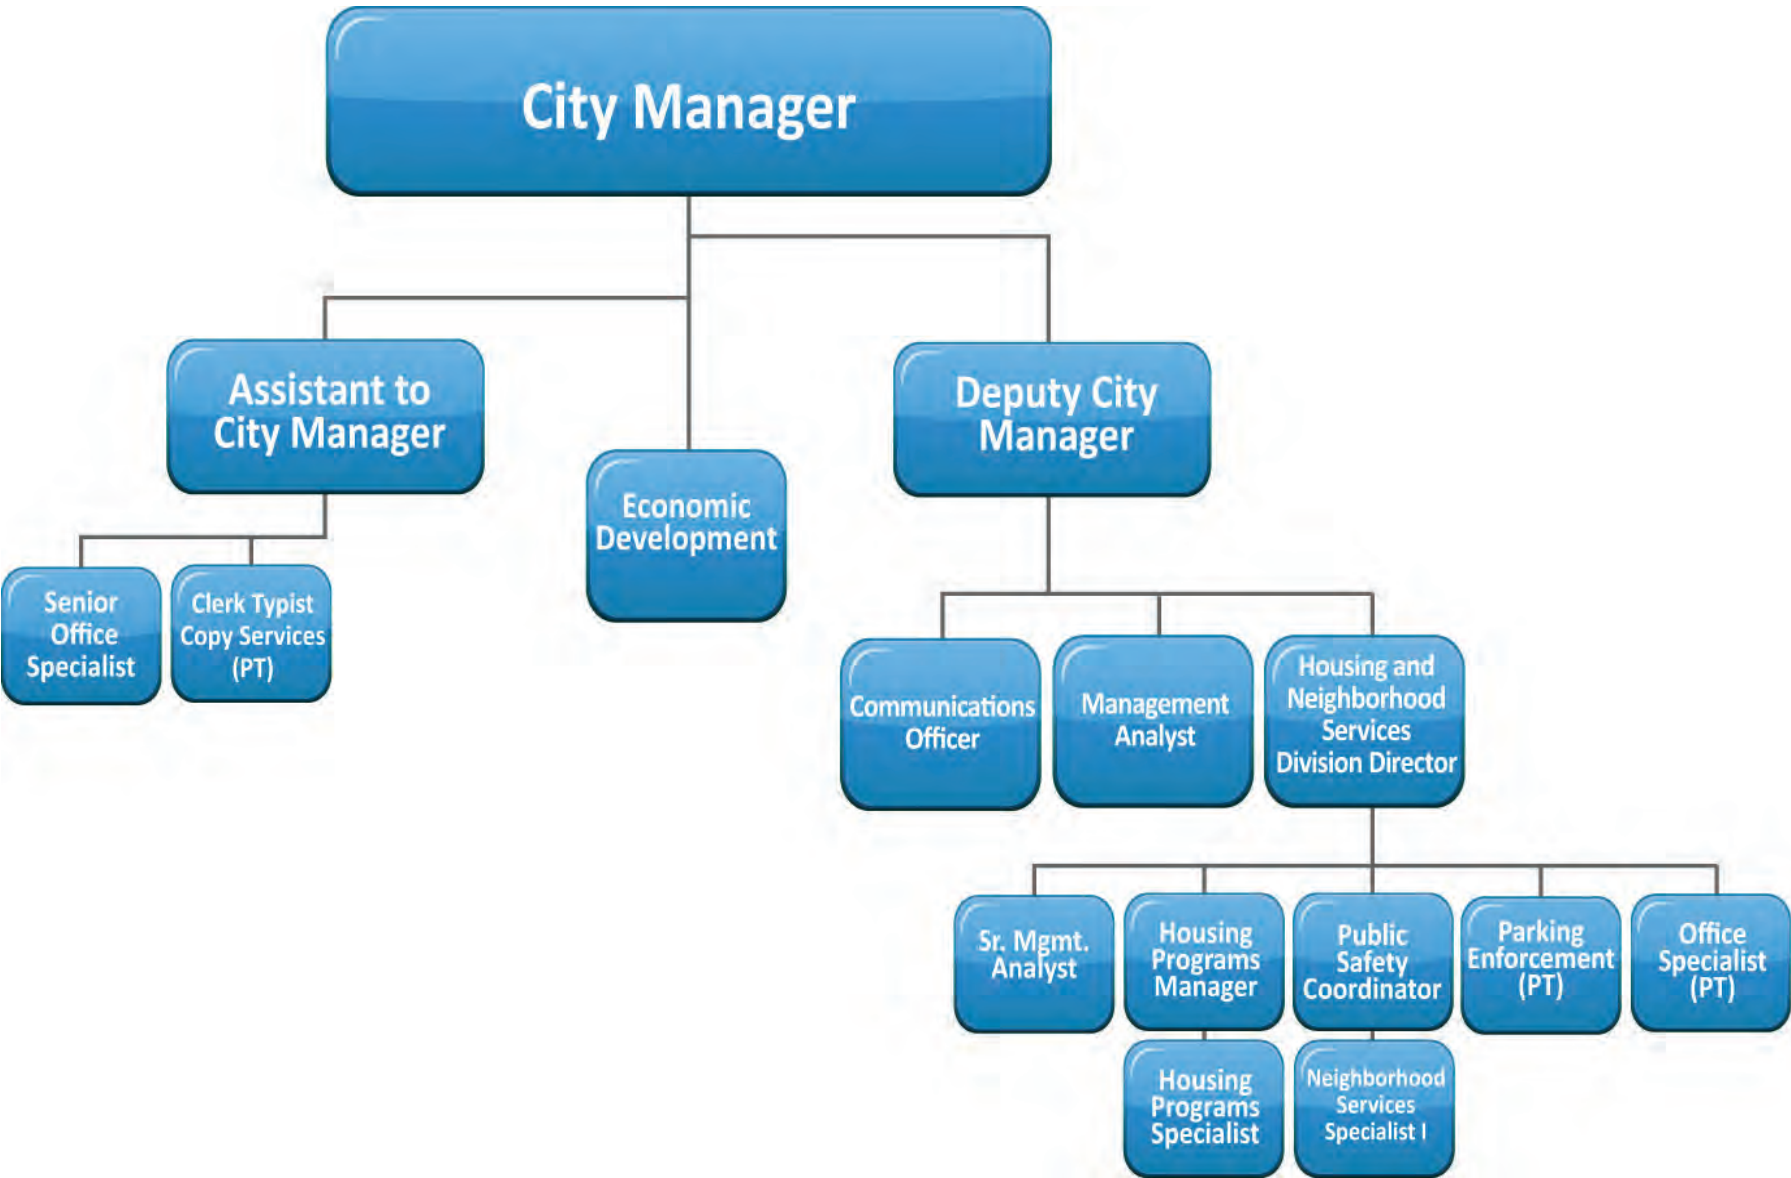 City Manager
Assistant to
City Manager
Deputy City
Manager
Economic
Development
Senior
Office
Specialist
Clerk Typist
Copy Services
(PT)
Communications
Officer
Management
Analyst
Housing and
Neighborhood
Services
Division Director
Sr. Mgmt.
Analyst
Housing
Programs
Manager
Public
Safety
Coordinator
Parking
Enforcement
(PT)
Office
Specialist
(PT)
Housing
Programs
Specialist
Neighborhood
Services
Specialist I